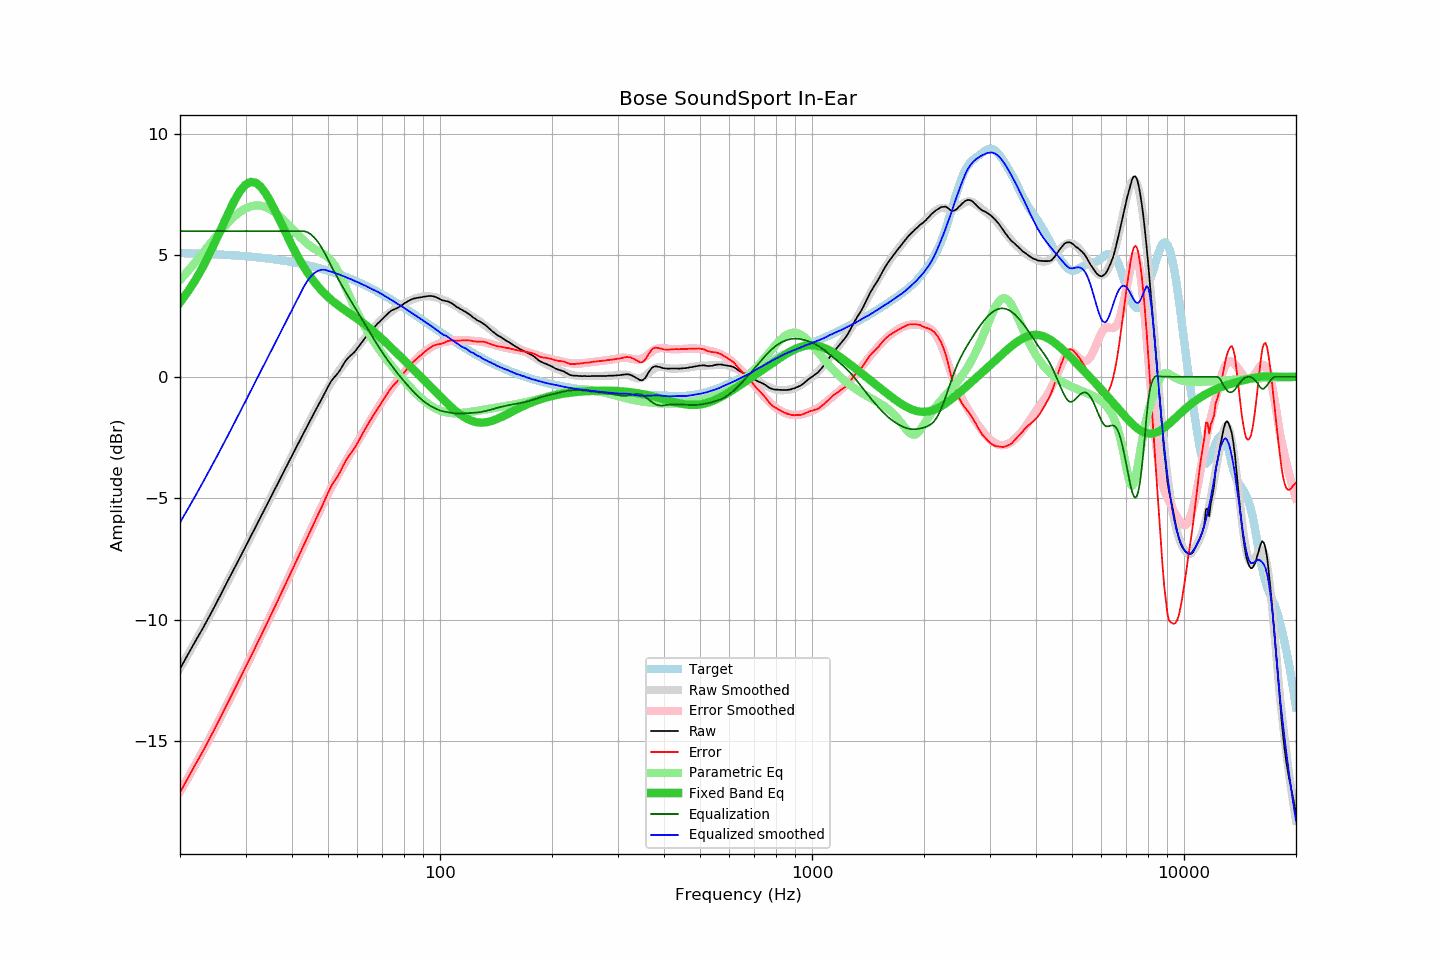 Bose SoundSport In-Ear
10
5
0
−5
−10
−15
Amplitude (dBr)
Target
Raw Smoothed
Error Smoothed
Raw
Error
Parametric Eq
Fixed Band Eq
Equalization
Equalized smoothed
100
1000
10000
Frequency (Hz)